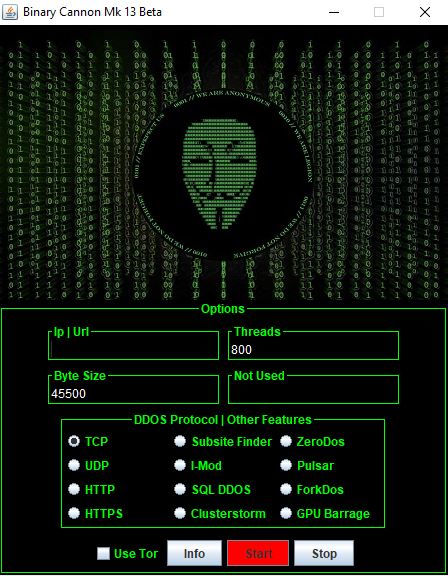 Binary Cannon Mk 13 Beta
Options
Ip | Url
Threads
800
Byte Size
45500
Not Used
DDOS Protocol | Other Features
TCP
Subsite Finder
ZeroDos
UDP
I-Mod
Pulsar
HTTP
SQL DDOS
ForkDos
HTTPS
Clusterstorm
GPU Barrage
Use Tor
Info
Start
Stop